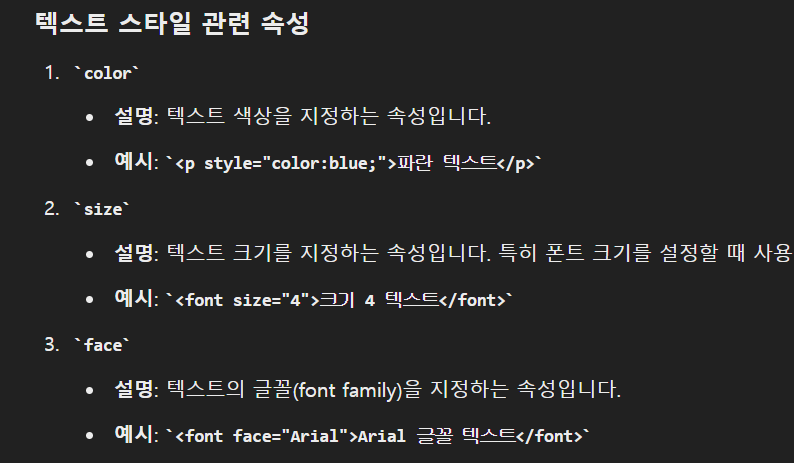 텍스트 스타일 관련 속성
1. `color`
• 설명: 텍스트 색상을 지정하는 속성입니다.
• 예시: `<p style="color:blue;">파란 텍스트</p>`
2. `size`
• 설명: 텍스트 크기를 지정하는 속성입니다. 특히 폰트 크기를 설정할 때 사용
• 예시: `<font size="4">크기 4 텍스트</font>`
3. `face`
• 설명: 텍스트의 글꼴(font family)을 지정하는 속성입니다.
• 예시: `<font face="Arial">Arial 글꼴 텍스트</font>`